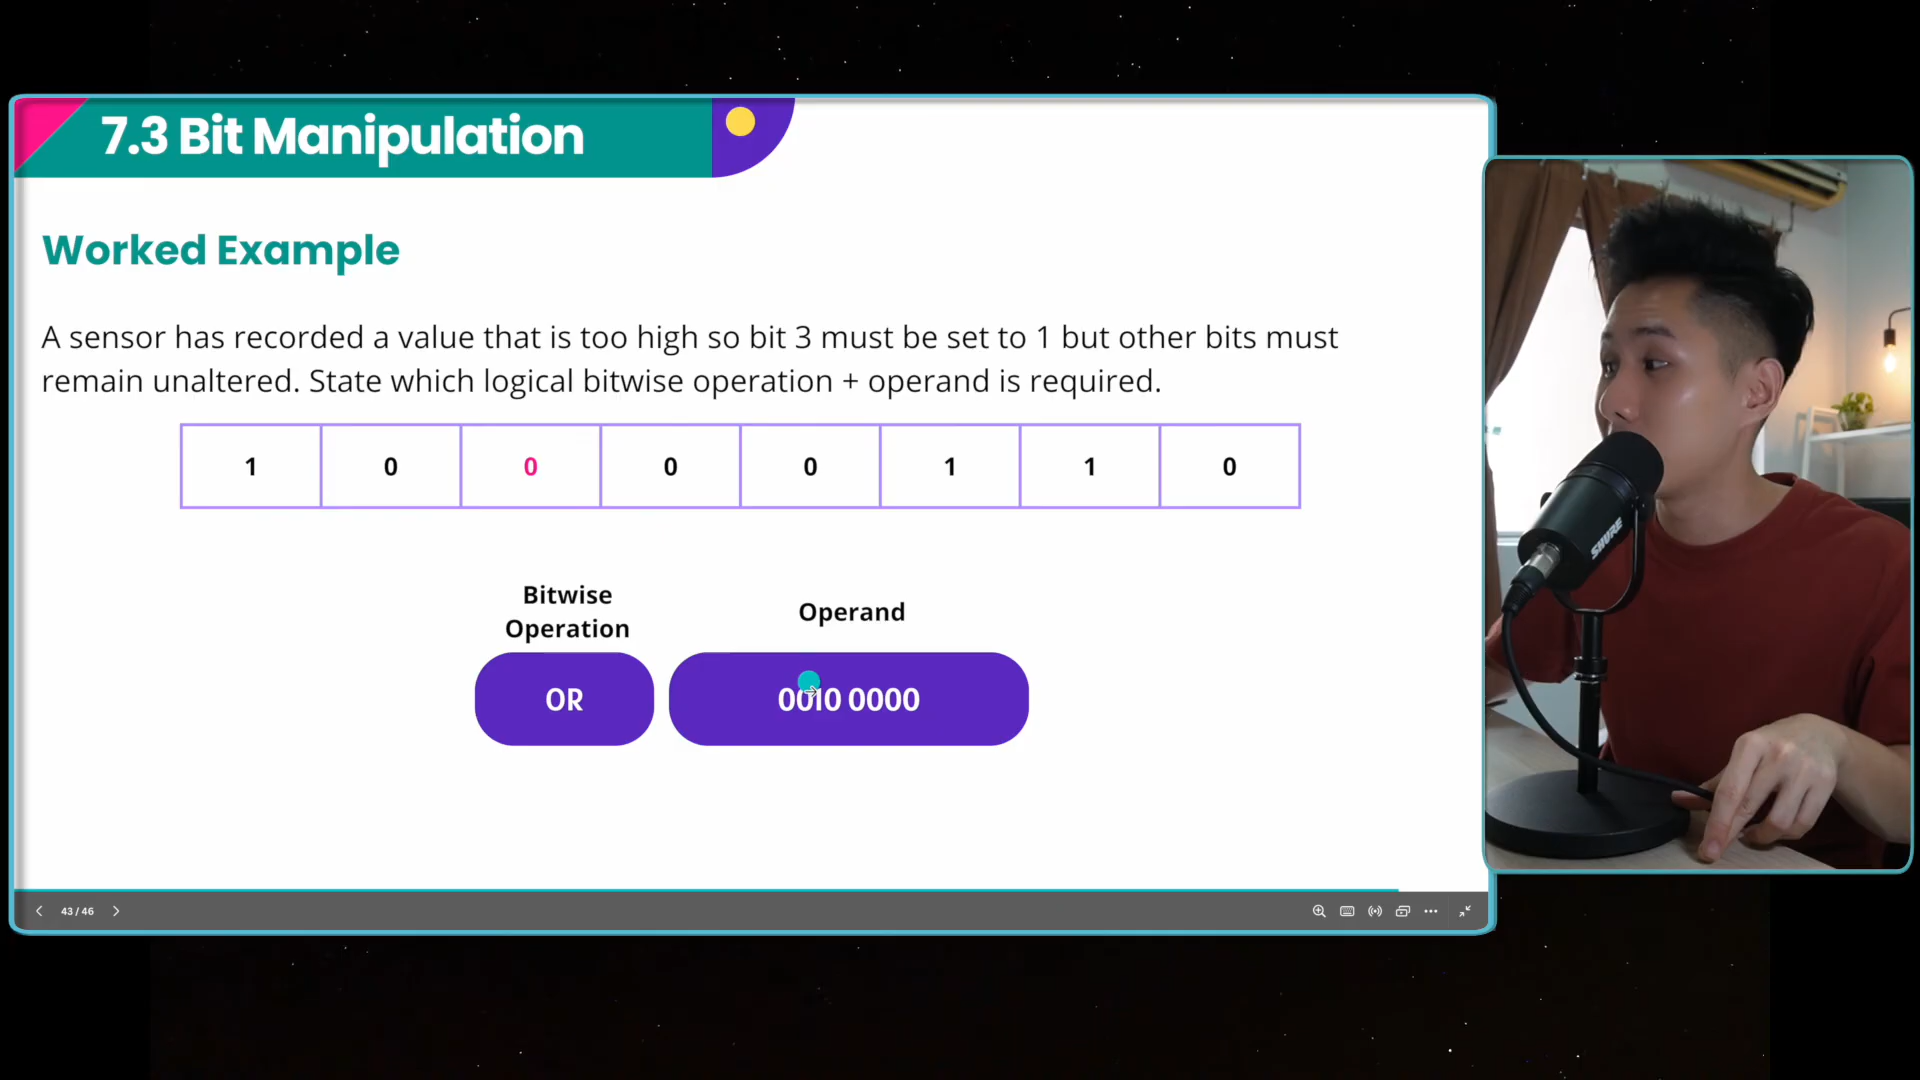 7.3 Bit Manipulation
Worked Example
A sensor has recorded a value that is too high so bit 3 must be set to 1 but other bits must
remain unaltered. State which logical bitwise operation + operand is required.
1 0 0 0 0 1 1 0
Bitwise
Operation
Operand
OR
0010 0000
SHURE
43 / 46